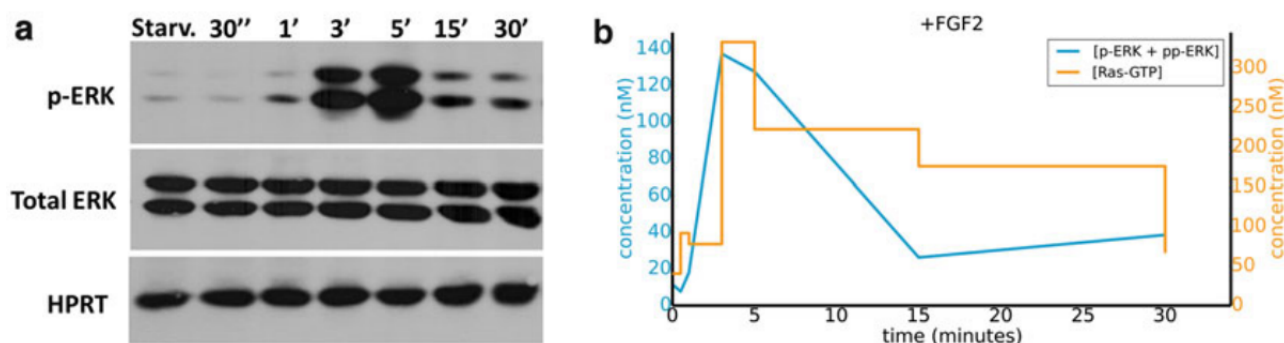 a
Starv. 30'' 1' 3' 5' 15' 30'
p-ERK
Total ERK
HPRT
b
+FGF2
[p-ERK + pp-ERK]
[Ras-GTP]
concentration (nM)
140
120
100
80
60
40
20
0
concentration (nM)
300
250
200
150
100
50
0
0 5 10 15 20 25 30
time (minutes)